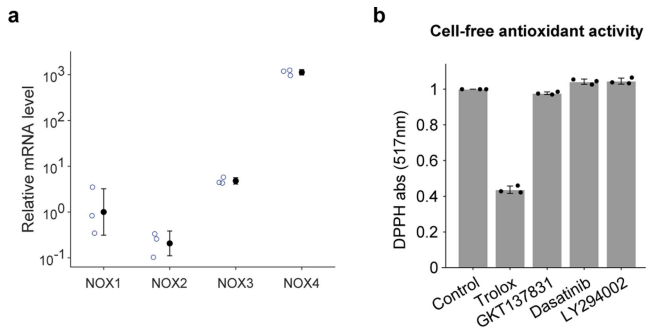 a
Relative mRNA level
10³
10²
10¹
10⁰
10⁻¹
NOX1 NOX2 NOX3 NOX4
b
Cell-free antioxidant activity
DPPH abs (517nm)
1
0.8
0.6
0.4
0.2
0
Control
Trolox
GKT137831
Dasatinib
LY294002